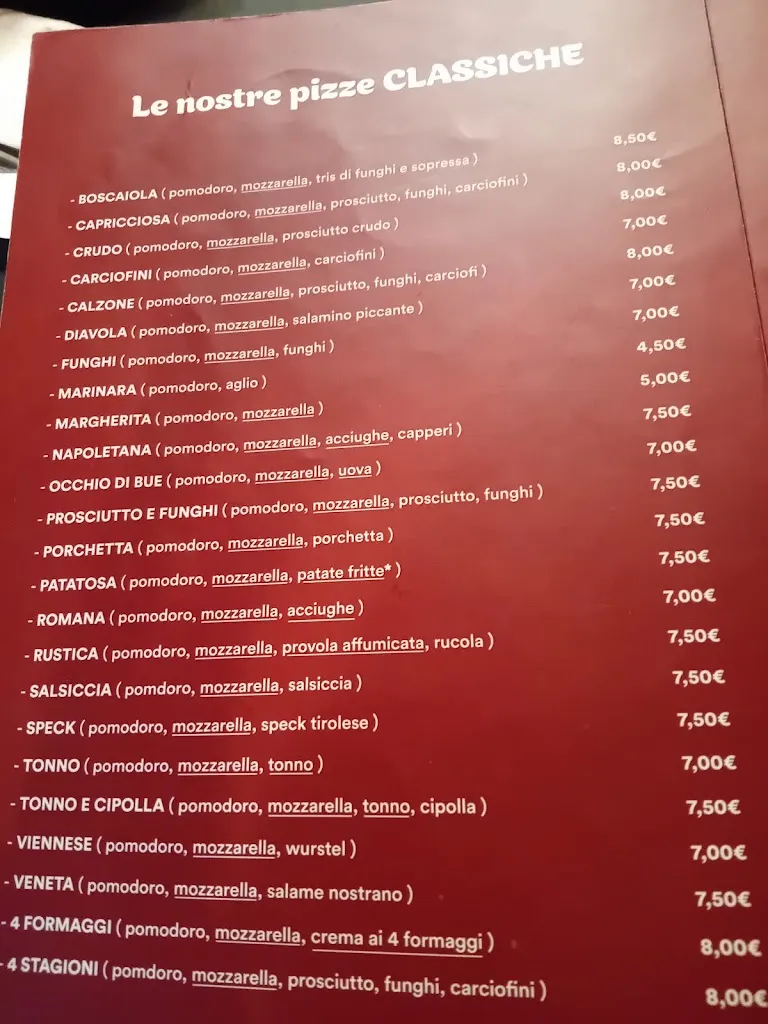 Le nostre pizze CLASSICHE
- BOSCAIOLA ( pomodoro, mozzarella, tris di funghi e sopressa ) 8,50€
- CAPRICCIOSA ( pomodoro, mozzarella, prosciutto, funghi, carciofini ) 8,00€
- CRUDO ( pomodoro, mozzarella, prosciutto crudo ) 8,00€
- CARCIOFINI ( pomodoro, mozzarella, carciofini ) 7,00€
- CALZONE ( pomodoro, mozzarella, prosciutto, funghi, carciofi ) 8,00€
- DIAVOLA ( pomodoro, mozzarella, salamino piccante ) 7,00€
- FUNGHI ( pomodoro, mozzarella, funghi ) 7,00€
- MARINARA ( pomodoro, aglio ) 4,50€
- MARGHERITA ( pomodoro, mozzarella ) 5,00€
- NAPOLETANA ( pomodoro, mozzarella, acciughe, capperi ) 7,50€
- OCCHIO DI BUE ( pomodoro, mozzarella, uova ) 7,00€
- PROSCIUTTO E FUNGHI ( pomodoro, mozzarella, prosciutto, funghi ) 7,50€
- PORCHETTA ( pomodoro, mozzarella, porchetta ) 7,50€
- PATATOSA ( pomodoro, mozzarella, patate fritte* ) 7,50€
- ROMANA ( pomodoro, mozzarella, acciughe ) 7,00€
- RUSTICA ( pomodoro, mozzarella, provola affumicata, rucola ) 7,50€
- SALSICCIA ( pomdoro, mozzarella, salsiccia ) 7,50€
- SPECK ( pomodoro, mozzarella, speck tirolese ) 7,50€
- TONNO ( pomodoro, mozzarella, tonno ) 7,00€
- TONNO E CIPOLLA ( pomodoro, mozzarella, tonno, cipolla ) 7,50€
- VIENNESE ( pomodoro, mozzarella, wurstel ) 7,00€
- VENETA ( pomodoro, mozzarella, salame nostrano ) 7,50€
- 4 FORMAGGI ( pomodoro, mozzarella, crema ai 4 formaggi ) 8,00€
- 4 STAGIONI ( pomdoro, mozzarella, prosciutto, funghi, carciofini ) 8,00€